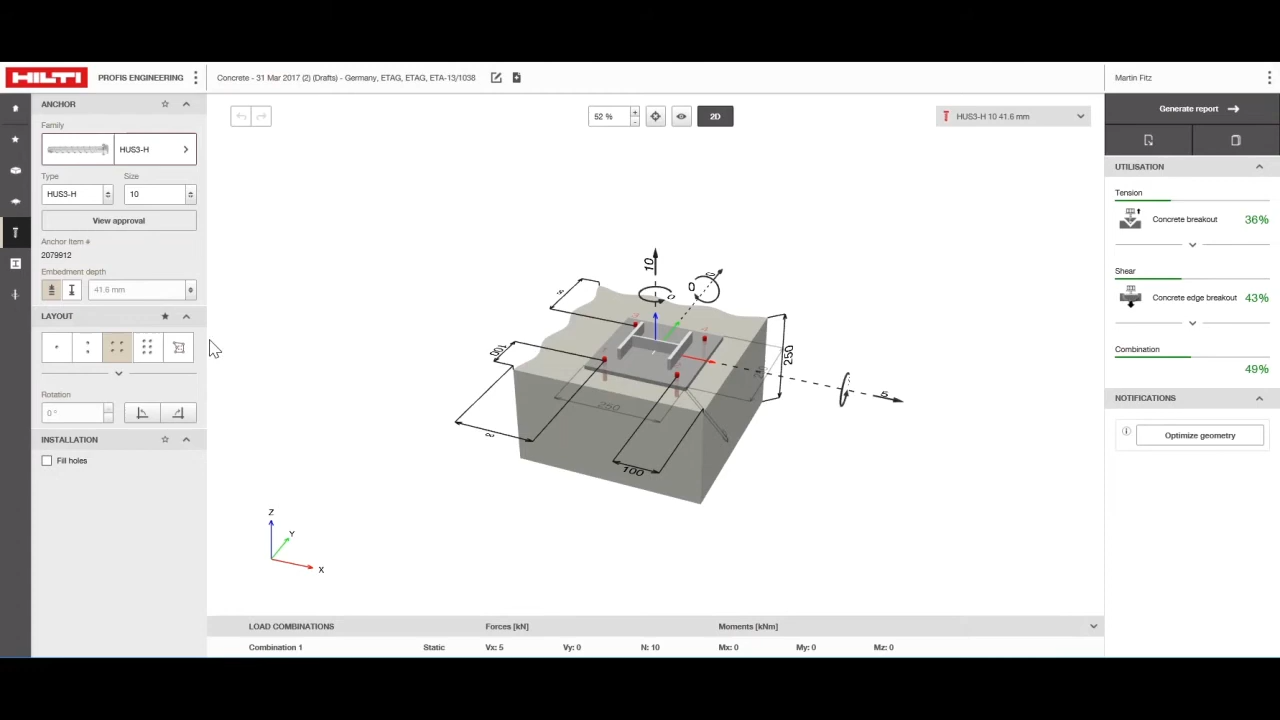 HILTI PROFIS ENGINEERING
Concrete - 31 Mar 2017 (2) (Drafts) - Germany, ETAG, ETAG, ETA-13/1038
Martin Fitz
ANCHOR
Family
HUS3-H
Type Size
HUS3-H 10
View approval
Anchor Item #
2079912
Embedment depth
41.6 mm
LAYOUT
Rotation
0 °
INSTALLATION
Fill holes
52 %
2D
HUS3-H 10 41.6 mm
10
0
0
100
250
250
5
100
Z
Y
X
LOAD COMBINATIONS Forces [kN] Moments [kNm]
Combination 1 Static Vx: 5 Vy: 0 N: 10 Mx: 0 My: 0 Mz: 0
Generate report
UTILISATION
Tension
Concrete breakout 36%
Shear
Concrete edge breakout 43%
Combination
49%
NOTIFICATIONS
Optimize geometry